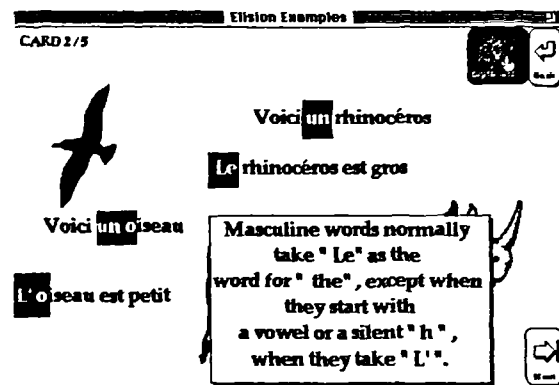 Elision Examples
CARD 2/5
Back
Voici un rhinocéros
Le rhinocéros est gros
Voici un oiseau
L'oiseau est petit
Masculine words normally
take " Le" as the
word for " the" , except when
they start with
a vowel or a silent " h " ,
when they take " L' ".